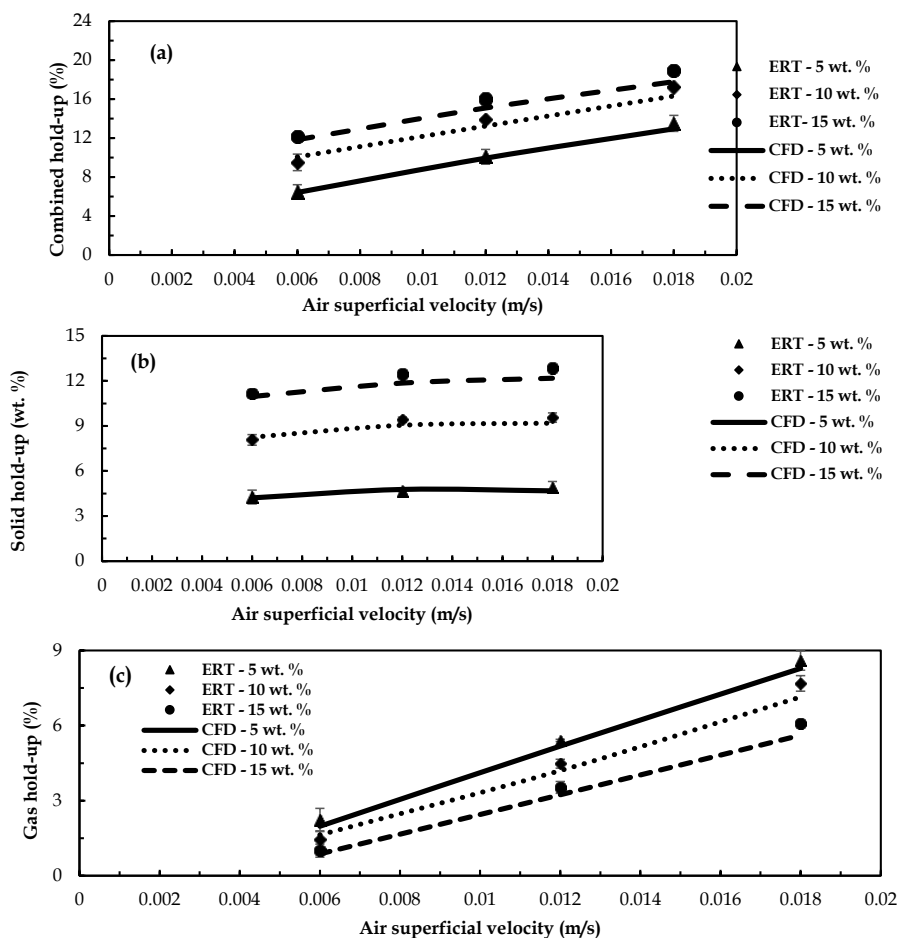 24
(a)
20
16
12
8
4
0
Combined hold-up (%)
0 0.002 0.004 0.006 0.008 0.01 0.012 0.014 0.016 0.018 0.02
Air superficial velocity (m/s)
ERT - 5 wt. %
ERT - 10 wt. %
ERT- 15 wt. %
CFD - 5 wt. %
CFD - 10 wt. %
CFD - 15 wt. %
15
(b)
12
9
6
3
0
Solid hold-up (wt. %)
0 0.002 0.004 0.006 0.008 0.01 0.012 0.014 0.016 0.018 0.02
Air superficial velocity (m/s)
ERT - 5 wt. %
ERT - 10 wt. %
ERT - 15 wt. %
CFD - 5 wt. %
CFD - 10 wt. %
CFD - 15 wt. %
9
(c)
6
3
0
Gas hold-up (%)
ERT - 5 wt. %
ERT - 10 wt. %
ERT - 15 wt. %
CFD - 5 wt. %
CFD - 10 wt. %
CFD - 15 wt. %
0 0.002 0.004 0.006 0.008 0.01 0.012 0.014 0.016 0.018 0.02
Air superficial velocity (m/s)